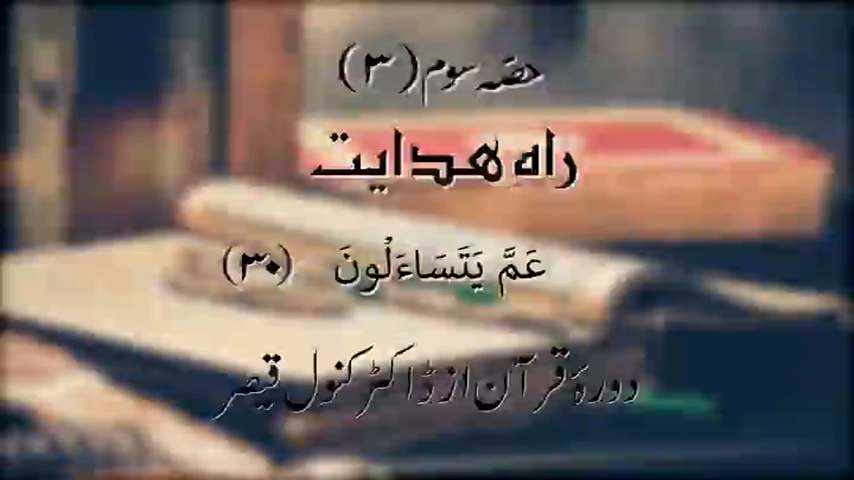 حصہ سوم (۳)
راہ ھدایت
عَمَّ يَتَسَاءَلُونَ (۳۰)
دورۂ قرآن از ڈاکٹر کنول قیصر